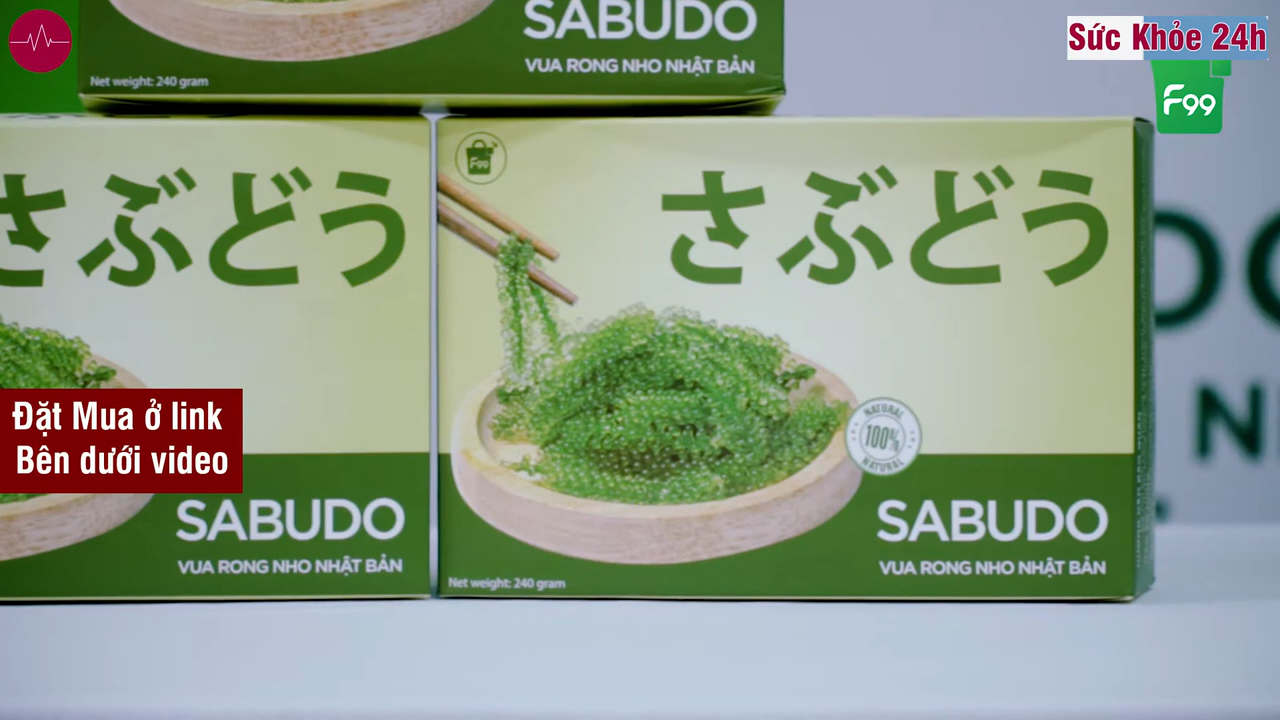 SABUDO
VUA RONG NHO NHẬT BẢN
Net weight: 240 gram
Sức Khỏe 24h
F99
さぶどう
F99
さぶどう
NATURAL
100%
NATURAL
Đặt Mua ở link
Bên dưới video
SABUDO
VUA RONG NHO NHẬT BẢN
SABUDO
VUA RONG NHO NHẬT BẢN
Net weight: 240 gram